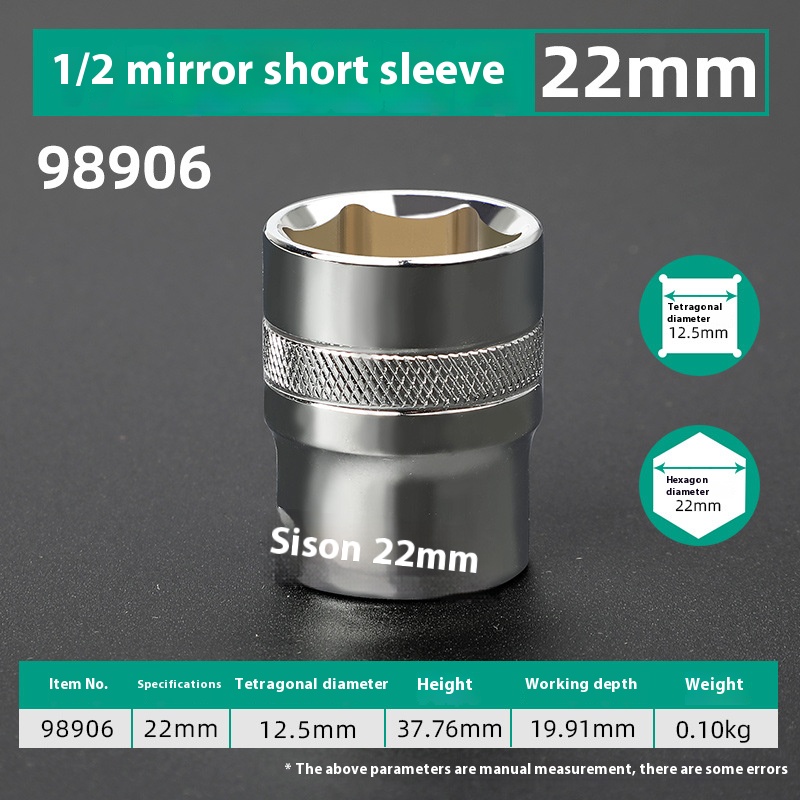 1/2 mirror short sleeve 22mm
98906
Tetragonal
diameter
12.5mm
Hexagon
diameter
22mm
Sison 22mm
Item No. Specifications Tetragonal diameter Height Working depth Weight
98906 22mm 12.5mm 37.76mm 19.91mm 0.10kg
* The above parameters are manual measurement, there are some errors